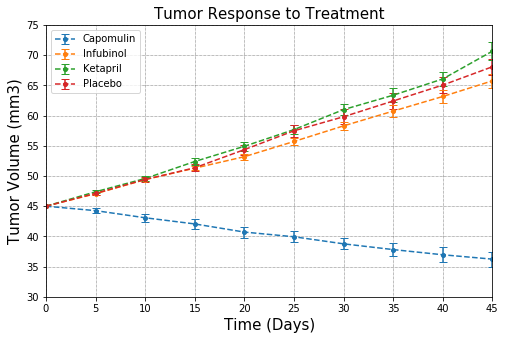 Tumor Response to Treatment
Capomulin
Infubinol
Ketapril
Placebo
Tumor Volume (mm3)
75
70
65
60
55
50
45
40
35
30
0 5 10 15 20 25 30 35 40 45
Time (Days)